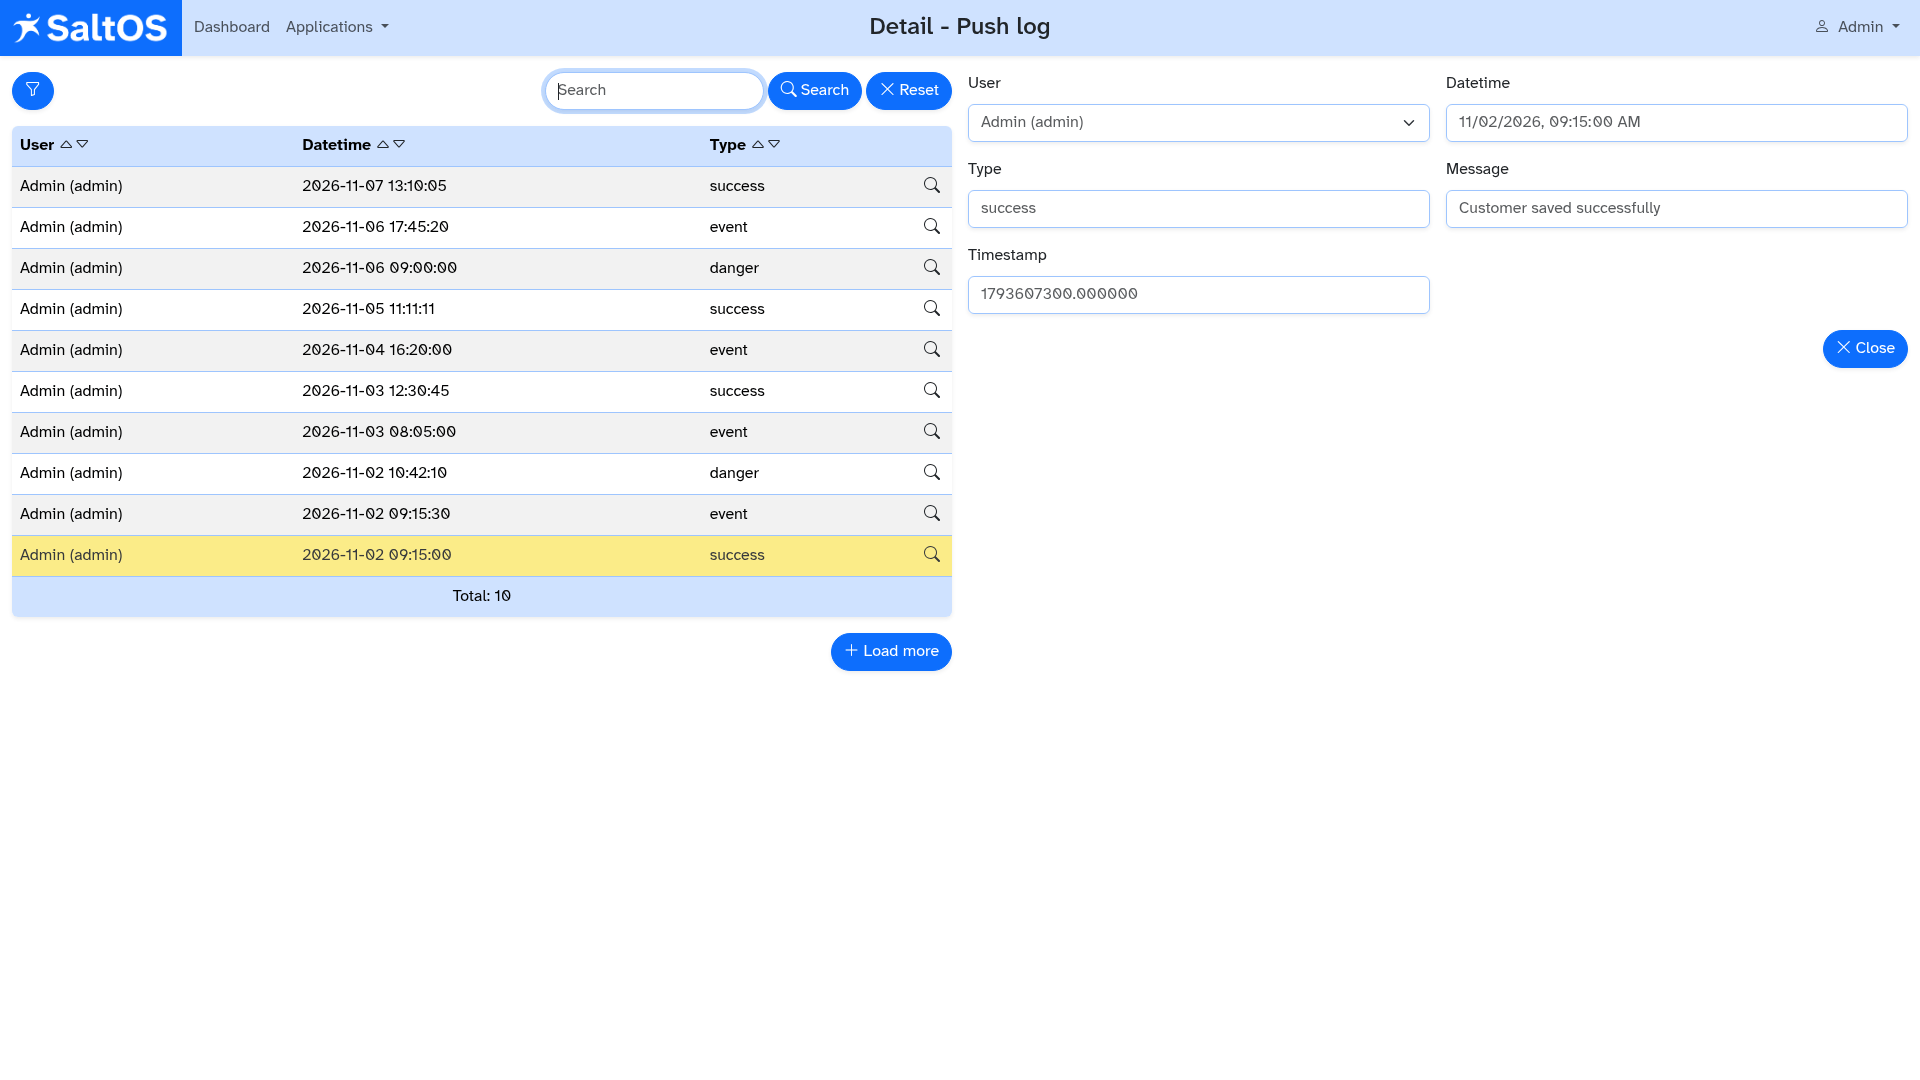 SaltOS
Dashboard
Applications
Detail - Push log
Admin
Search
Search
Reset
User
Datetime
Type
Admin (admin) 2026-11-07 13:10:05 success
Admin (admin) 2026-11-06 17:45:20 event
Admin (admin) 2026-11-06 09:00:00 danger
Admin (admin) 2026-11-05 11:11:11 success
Admin (admin) 2026-11-04 16:20:00 event
Admin (admin) 2026-11-03 12:30:45 success
Admin (admin) 2026-11-03 08:05:00 event
Admin (admin) 2026-11-02 10:42:10 danger
Admin (admin) 2026-11-02 09:15:30 event
Admin (admin) 2026-11-02 09:15:00 success
Total: 10
Load more
User
Admin (admin)
Datetime
11/02/2026, 09:15:00 AM
Type
success
Message
Customer saved successfully
Timestamp
1793607300.000000
Close